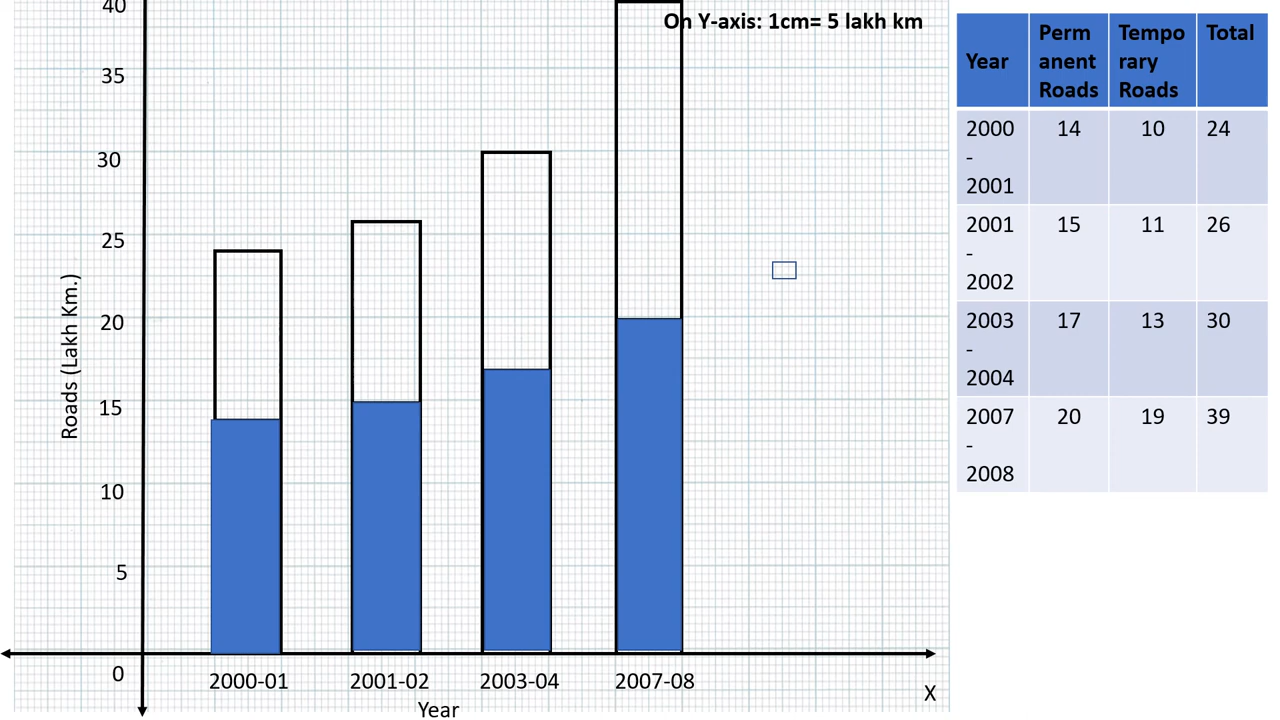 40
On Y-axis: 1cm= 5 lakh km
35
30
25
20
15
10
5
0
Roads (Lakh Km.)
2000-01 2001-02 2003-04 2007-08
X
Year
Year Perm
anent
Roads Tempo
rary
Roads Total
2000
-
2001 14 10 24
2001
-
2002 15 11 26
2003
-
2004 17 13 30
2007
-
2008 20 19 39